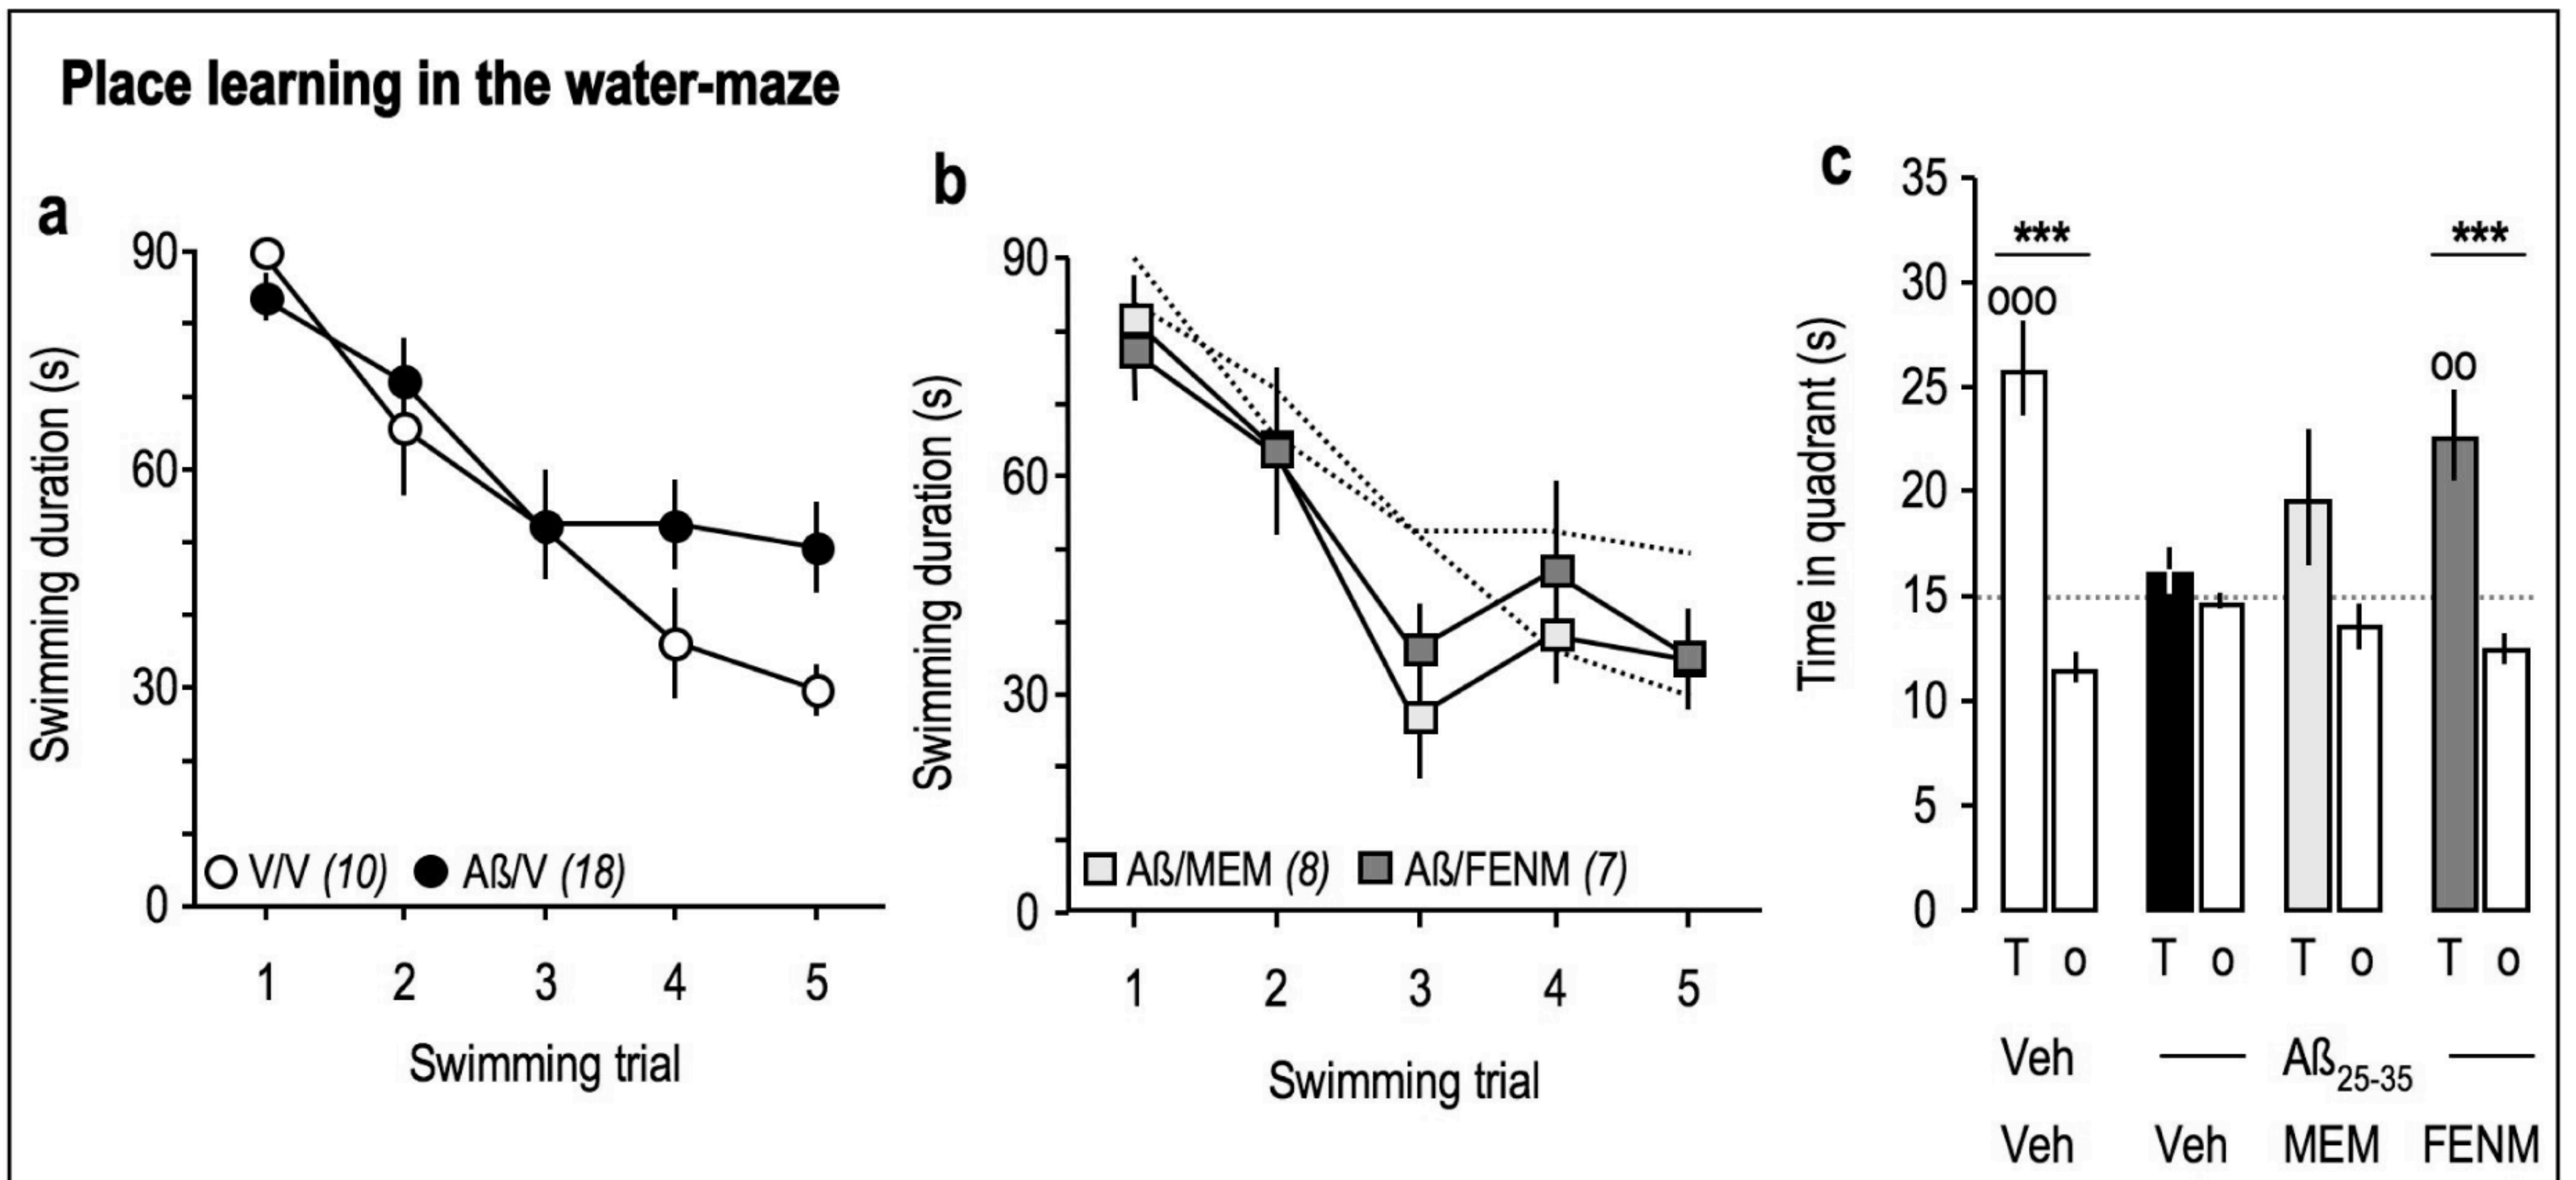 Place learning in the water-maze
a
Swimming duration (s)
90
60
30
0
V/V (10) Aß/V (18)
1 2 3 4 5
Swimming trial
b
Swimming duration (s)
90
60
30
0
Aß/MEM (8) Aß/FENM (7)
1 2 3 4 5
Swimming trial
c
Time in quadrant (s)
35
30
25
20
15
10
5
0
*** ***
ooo
oo
T o T o T o T o
Veh Aß25-35
Veh Veh MEM FENM